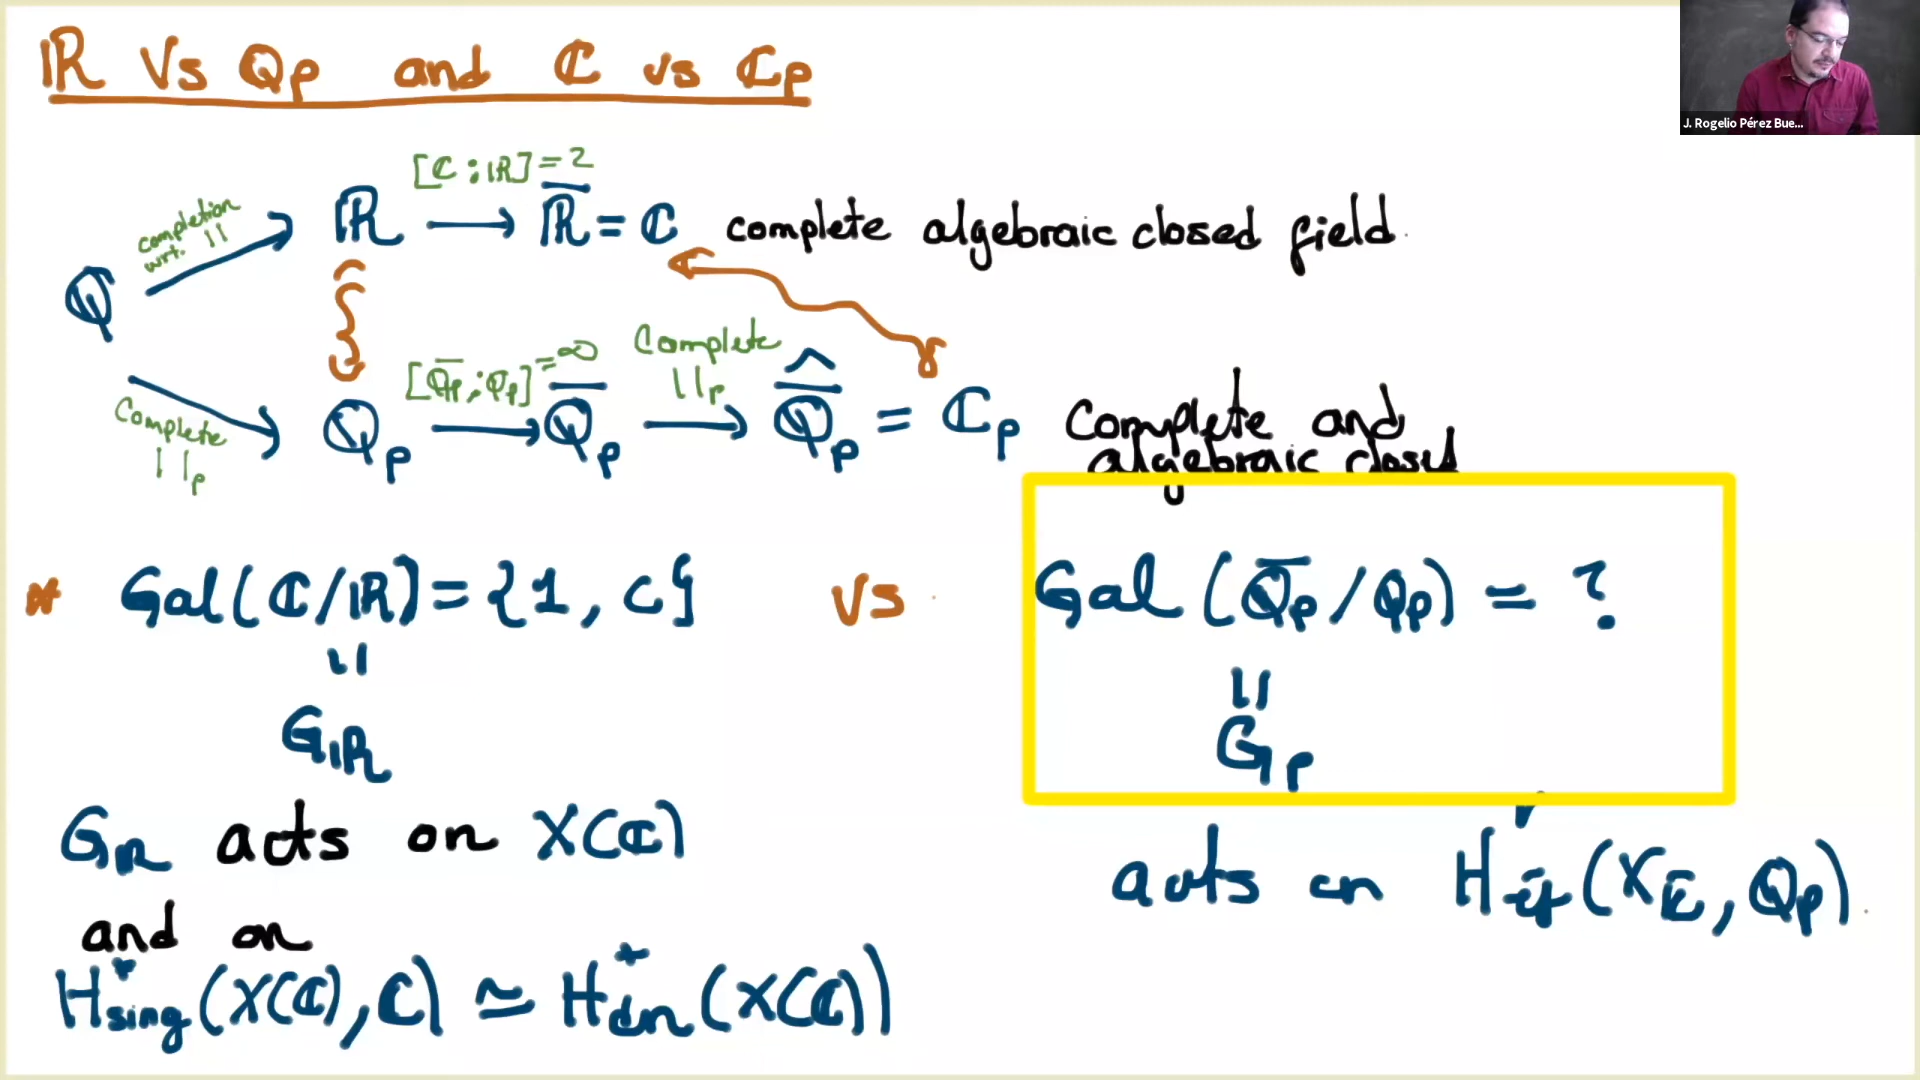 ℝ Vs ℚp and ℂ vs ℂp
J. Rogelio Pérez Bue...
[ℂ:ℝ]=2
completion wrt. ||
ℝ → ℝ̅ = ℂ complete algebraic closed field.
ℚ
[ℚ̅p:ℚp]=∞
Complete ||p
Complete ||p
ℚp → ℚ̅p → ℚ̅̂p = ℂp Complete and
algebraic closed
* Gal(ℂ/ℝ)={1, c} vs Gal(ℚ̅p/ℚp) = ?
||
Gℝ
||
Gp
Gℝ acts on X(ℂ)
and on
H*sing(X(ℂ), ℂ) ≃ H*dR(X(ℂ))
acts on H*ét(X_K̅, ℚp).